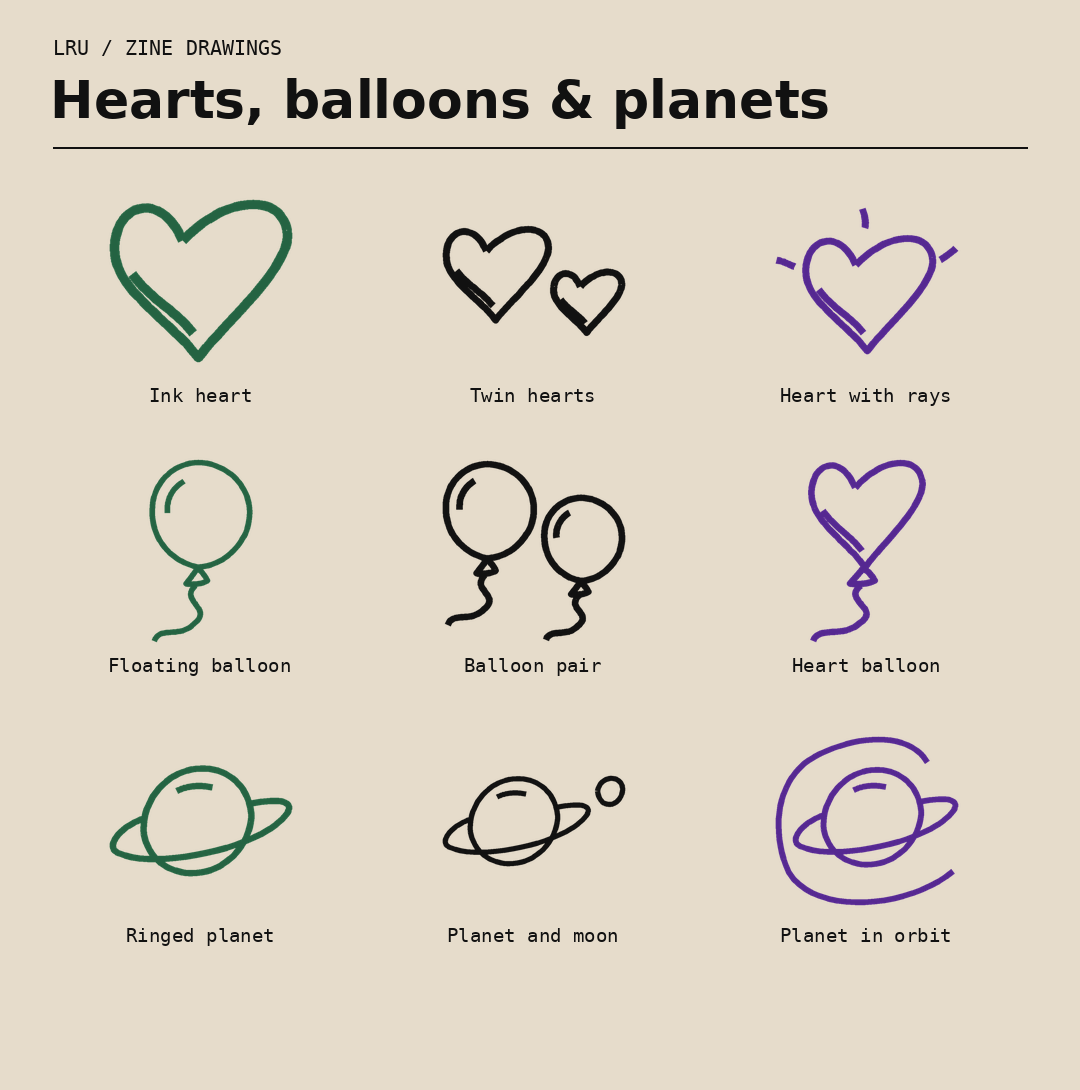 LRU / ZINE DRAWINGS
Hearts, balloons & planets
Ink heart
Twin hearts
Heart with rays
Floating balloon
Balloon pair
Heart balloon
Ringed planet
Planet and moon
Planet in orbit